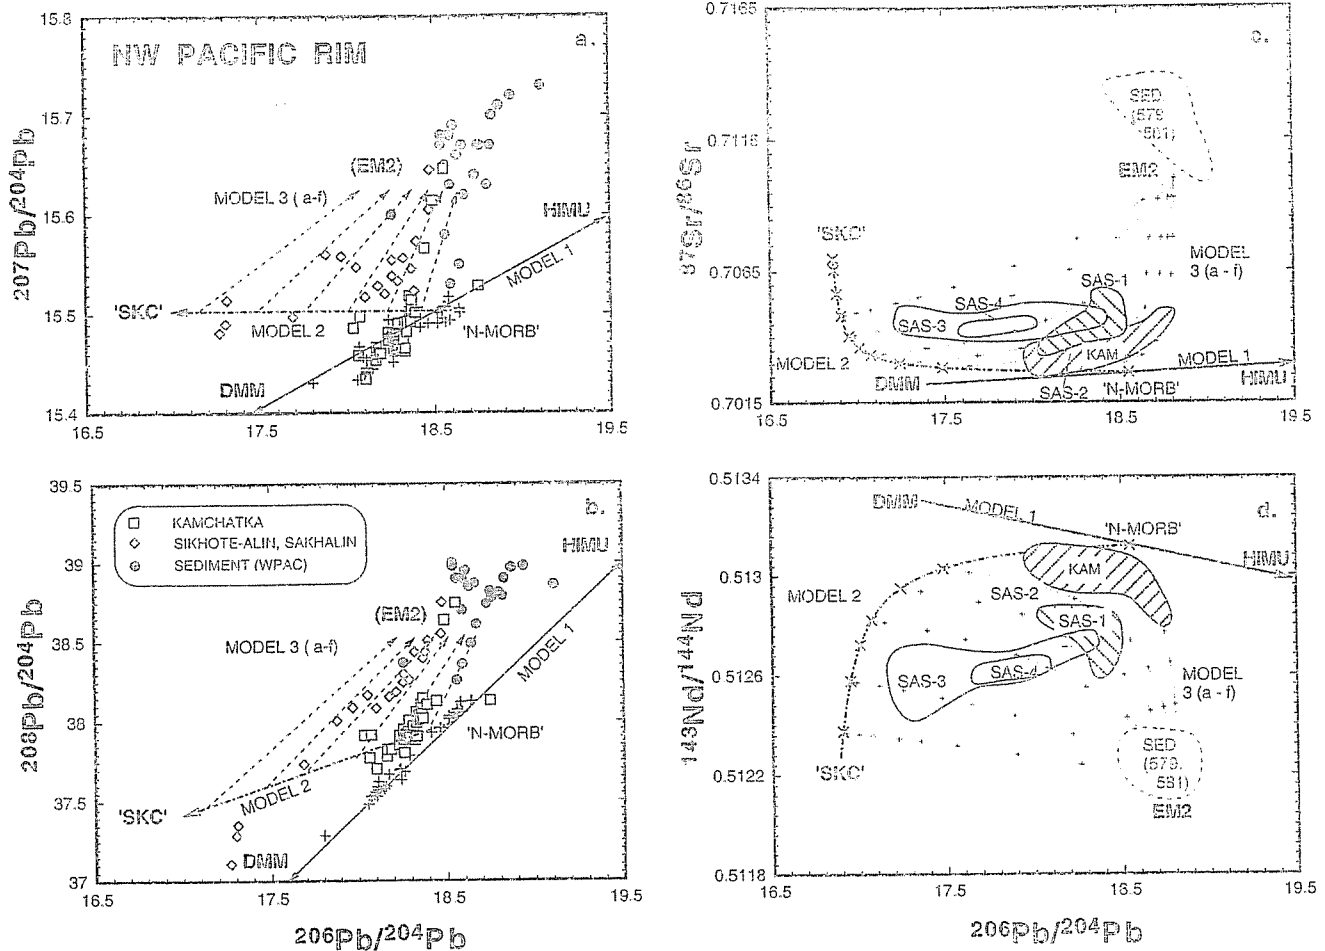 NW PACIFIC RIM
a.
15.8
15.7
15.6
15.5
15.4
207Pb/204Pb
(EM2)
MODEL 3 (a-f)
HIMU
MODEL 1
'SKC'
MODEL 2
'N-MORB'
DMM
16.5
17.5
18.5
19.5
c.
0.7165
0.7115
0.7065
0.7015
87Sr/86Sr
SED
(579
581)
EM2
'SKC'
MODEL
3 (a - f)
SAS-1
SAS-4
SAS-3
KAM
MODEL 2
MODEL 1
DMM
HIMU
SAS-2
'N-MORB'
16.5
17.5
18.5
19.5
b.
39.5
39
38.5
38
37.5
37
208Pb/204Pb
KAMCHATKA
SIKHOTE-ALIN, SAKHALIN
SEDIMENT (WPAC)
HIMU
(EM2)
MODEL 3 (a-f)
MODEL 1
'N-MORB'
MODEL 2
'SKC'
DMM
16.5
17.5
18.5
19.5
206Pb/204Pb
d.
0.5134
0.513
0.5126
0.5122
0.5118
143Nd/144Nd
DMM
MODEL 1
'N-MORB'
HIMU
KAM
MODEL 2
SAS-2
SAS-1
SAS-3
SAS-4
MODEL
3 (a - f)
SED
(579,
581)
'SKC'
EM2
16.5
17.5
18.5
19.5
206Pb/204Pb